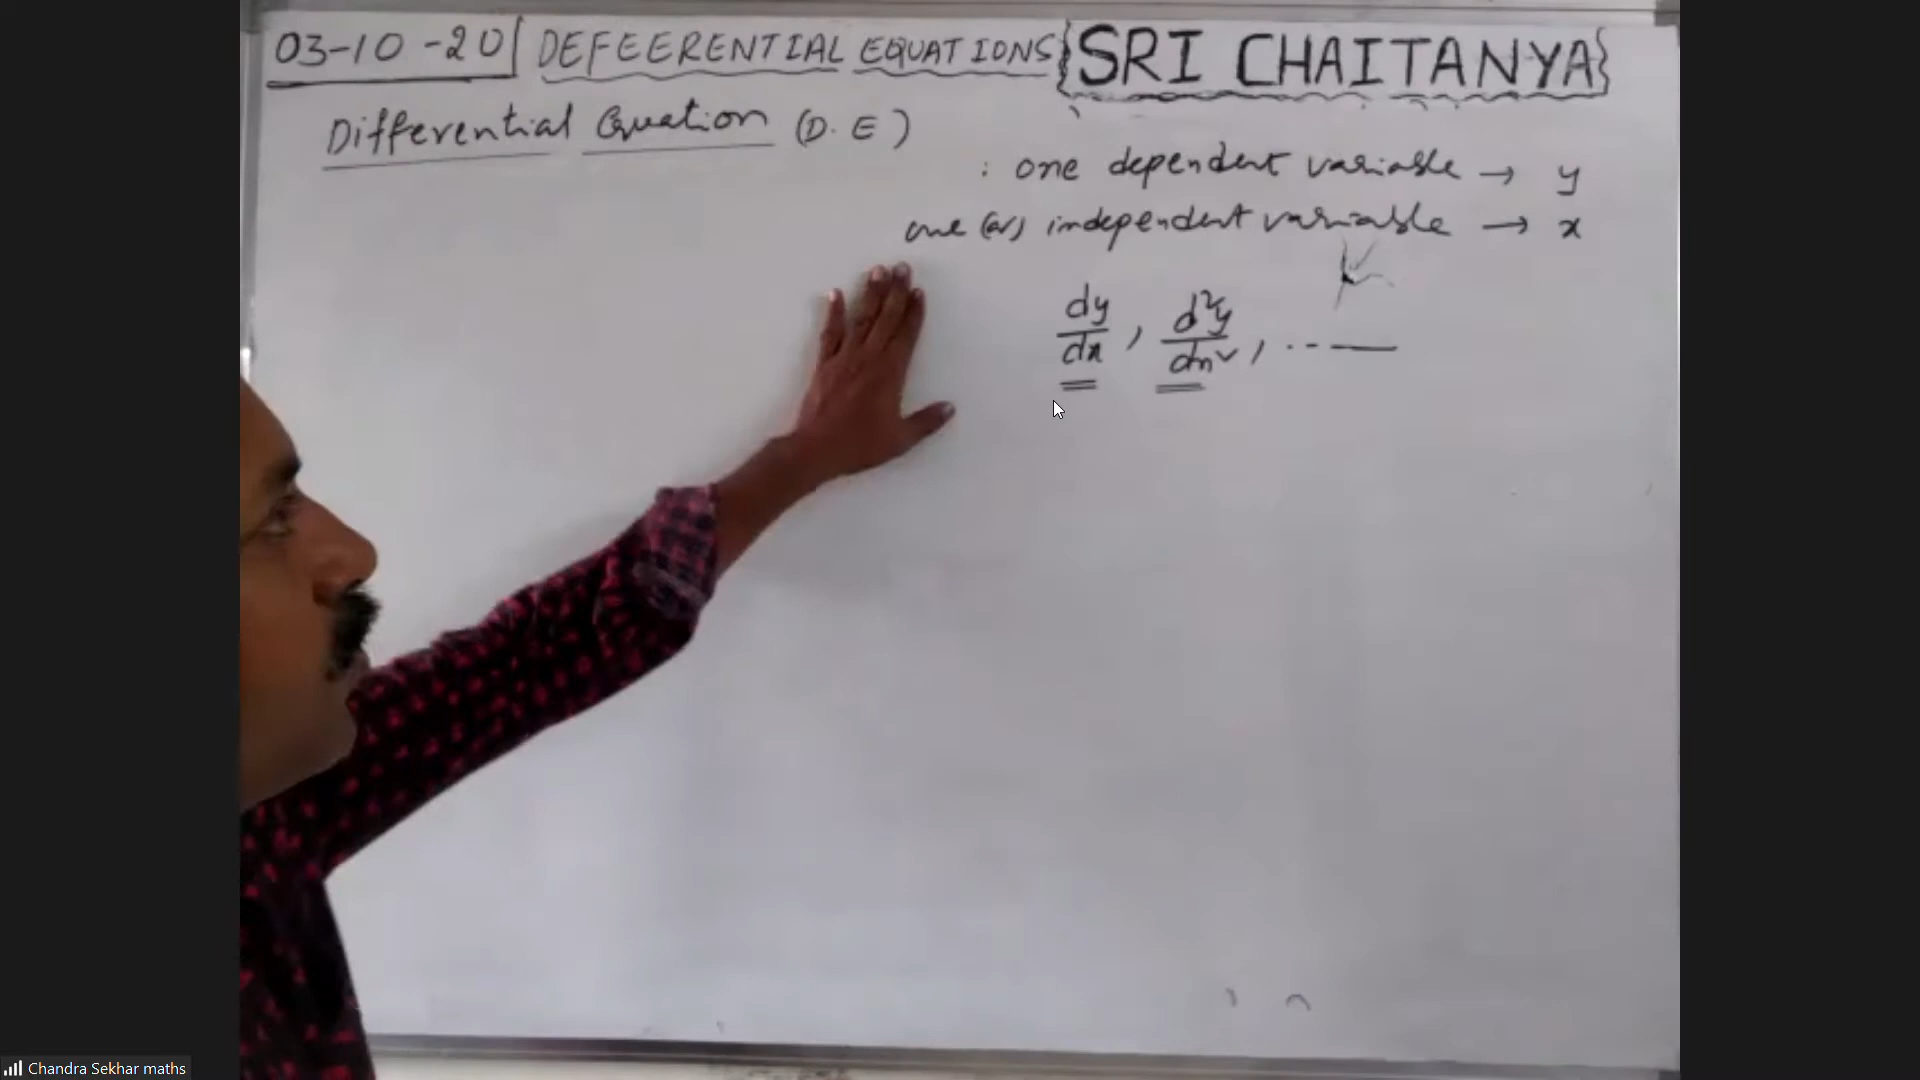 03-10-20 DEFEERENTIAL EQUATIONS {SRI CHAITANYA}
Differential Equation (D.E)
: one dependent variable → y
one (or) independent variable → x
dy/dx, d²y/dx², ...
Chandra Sekhar maths